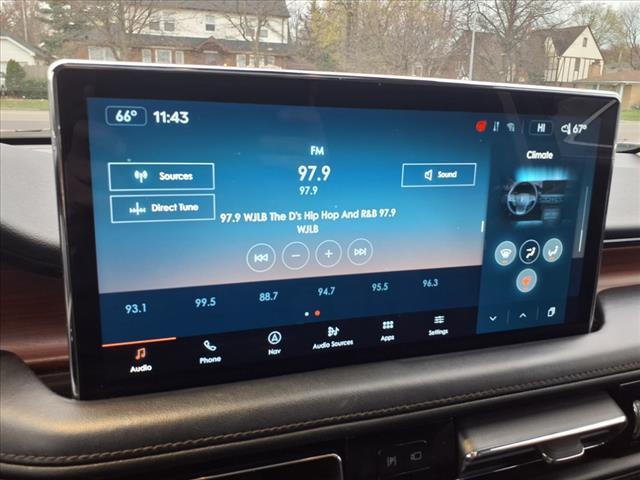 66° 11:43 HI 67°
FM
Climate
Sources
97.9
Sound
97.9
Direct Tune
97.9 WJLB The D's Hip Hop And R&B 97.9
WJLB
93.1 99.5 88.7 94.7 95.5 96.3
Audio Phone Nav Audio Sources Apps Settings